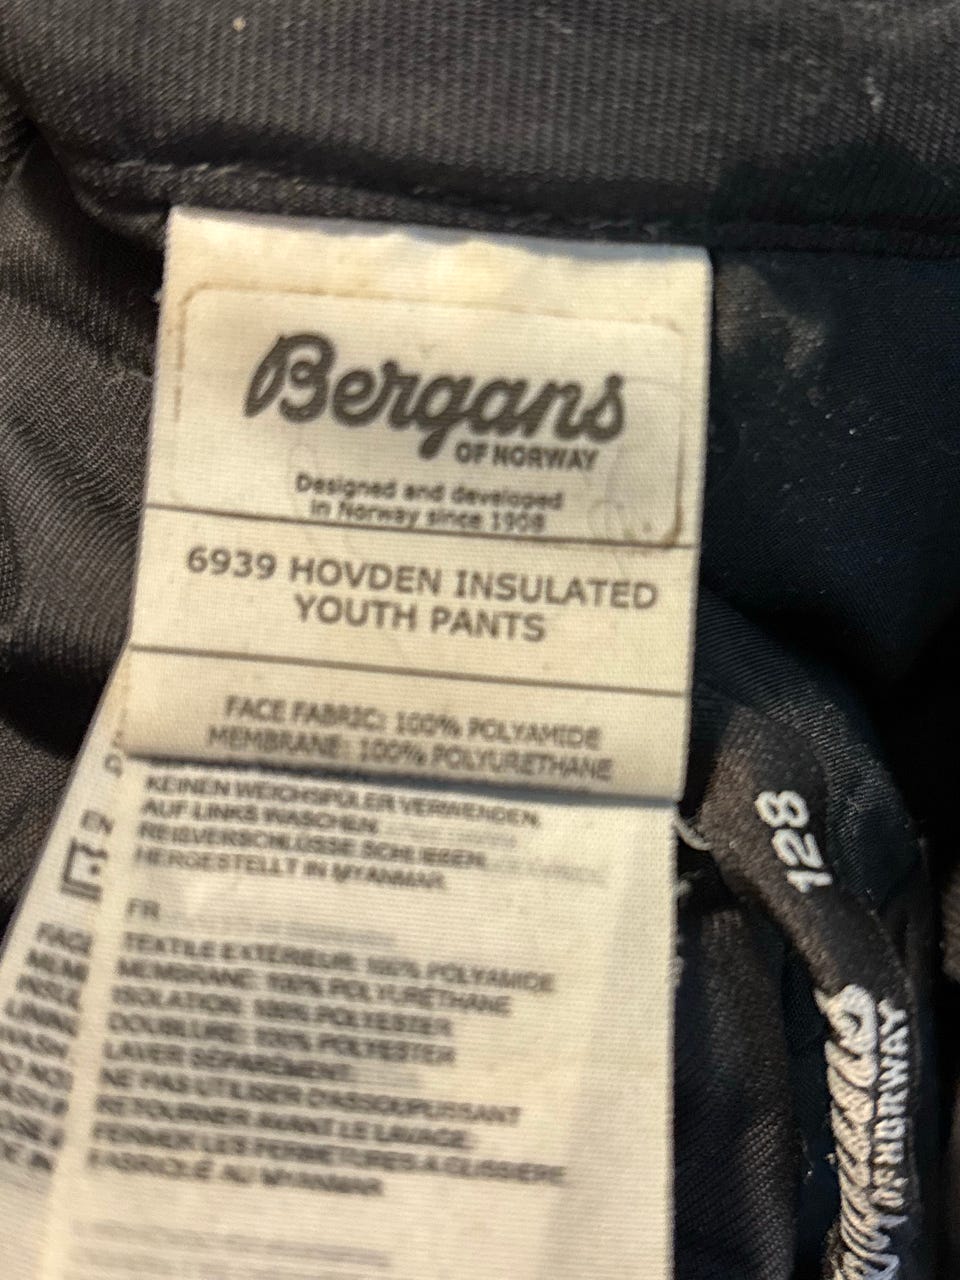 Bergans
OF NORWAY
Designed and developed
in Norway since 1908
6939 HOVDEN INSULATED
YOUTH PANTS
FACE FABRIC: 100% POLYAMIDE
MEMBRANE: 100% POLYURETHANE
KEINEN WEICHSPÜLER VERWENDEN
AUF LINKS WASCHEN
REIßVERSCHLÜSSE SCHLIEßEN
HERGESTELLT IN MYANMAR
FR
TEXTILE EXTÉRIEUR: 100% POLYAMIDE
MEMBRANE: 100% POLYURÉTHANE
ISOLATION: 100% POLYESTER
DOUBLURE: 100% POLYESTER
LAVER SÉPARÉMENT
NE PAS UTILISER D'ASSOUPLISSANT
RETOURNER AVANT LE LAVAGE
FERMER LES FERMETURES À GLISSIÈRE
FABRIQUÉ AU MYANMAR
128
Bergans
OF NORWAY